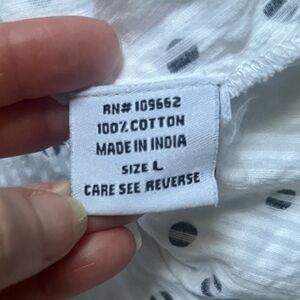 RN# 109662
100% COTTON
MADE IN INDIA
SIZE L
CARE SEE REVERSE